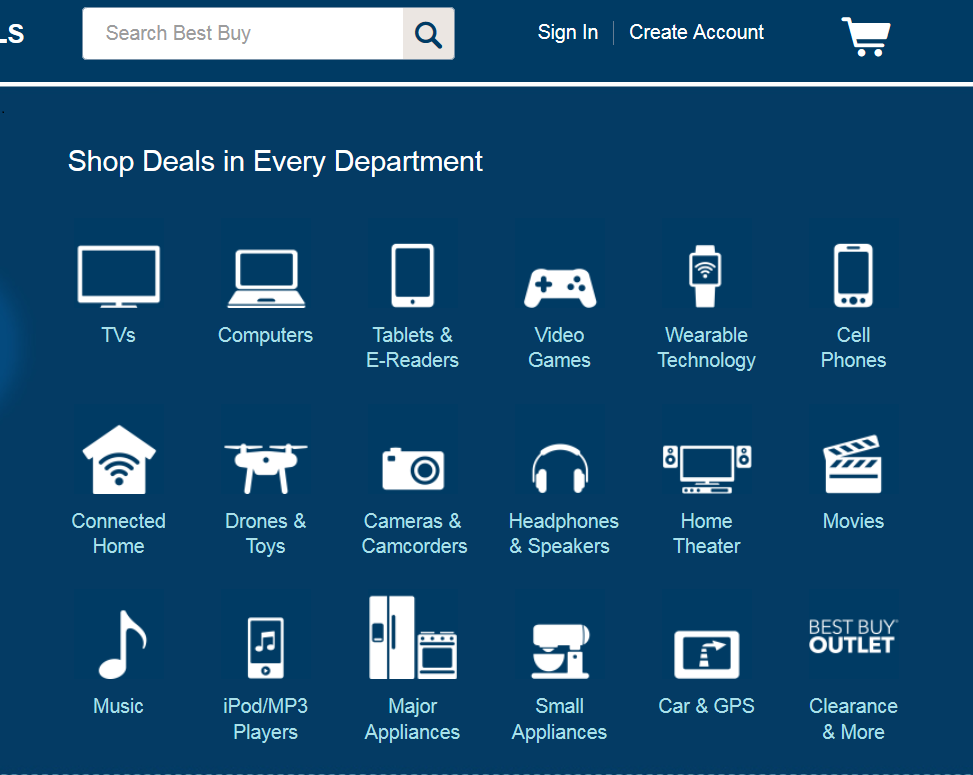 LS
Search Best Buy
Sign In
Create Account
Shop Deals in Every Department
TVs
Computers
Tablets &
E-Readers
Video
Games
Wearable
Technology
Cell
Phones
Connected
Home
Drones &
Toys
Cameras &
Camcorders
Headphones
& Speakers
Home
Theater
Movies
Music
iPod/MP3
Players
Major
Appliances
Small
Appliances
Car & GPS
BEST BUY
OUTLET
Clearance
& More